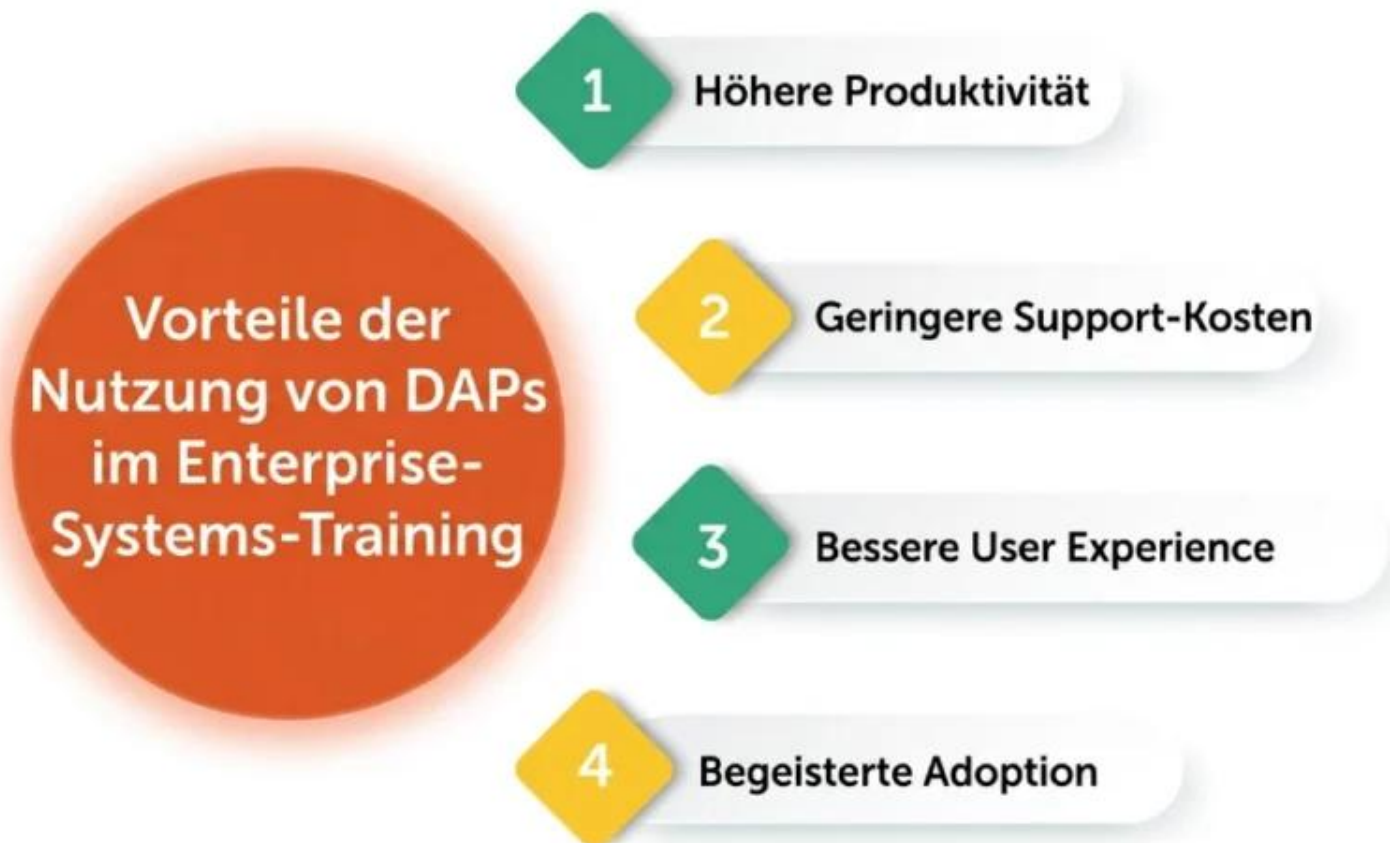 Vorteile der
Nutzung von DAPs
im Enterprise-
Systems-Training
1 Höhere Produktivität
2 Geringere Support-Kosten
3 Bessere User Experience
4 Begeisterte Adoption